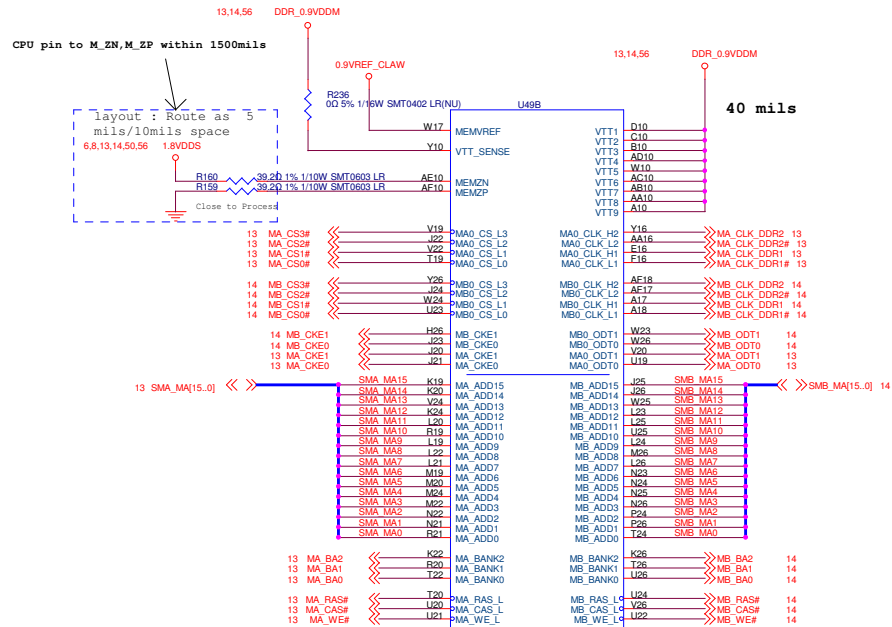 13,14,56 DDR_0.9VDDM
CPU pin to M_ZN,M_ZP within 1500mils
0.9VREF_CLAW
13,14,56 DDR_0.9VDDM
R236
0Ω 5% 1/16W SMT0402 LR(NU)
U49B
40 mils
layout : Route as 5
mils/10mils space
6,8,13,14,50,56 1.8VDDS
W17 MEMVREF
Y10 VTT_SENSE
R160 39.2Ω 1% 1/10W SMT0603 LR AE10 MEMZN
R159 39.2Ω 1% 1/10W SMT0603 LR AF10 MEMZP
Close to Process
VTT1 D10
VTT2 C10
VTT3 B10
VTT4 AD10
VTT5 W10
VTT6 AC10
VTT7 AB10
VTT8 AA10
VTT9 A10
13 MA_CS3# V19 MA0_CS_L3 MA0_CLK_H2 Y16 MA_CLK_DDR2 13
13 MA_CS2# J22 MA0_CS_L2 MA0_CLK_L2 AA16 MA_CLK_DDR2# 13
13 MA_CS1# V22 MA0_CS_L1 MA0_CLK_H1 E16 MA_CLK_DDR1 13
13 MA_CS0# T19 MA0_CS_L0 MA0_CLK_L1 F16 MA_CLK_DDR1# 13
14 MB_CS3# Y26 MB0_CS_L3 MB0_CLK_H2 AF18 MB_CLK_DDR2 14
14 MB_CS2# J24 MB0_CS_L2 MB0_CLK_L2 AF17 MB_CLK_DDR2# 14
14 MB_CS1# W24 MB0_CS_L1 MB0_CLK_H1 A17 MB_CLK_DDR1 14
14 MB_CS0# U23 MB0_CS_L0 MB0_CLK_L1 A18 MB_CLK_DDR1# 14
14 MB_CKE1 H26 MB_CKE1 MB0_ODT1 W23 MB_ODT1 14
14 MB_CKE0 J23 MB_CKE0 MB0_ODT0 W26 MB_ODT0 14
13 MA_CKE1 J20 MA_CKE1 MA0_ODT1 V20 MA_ODT1 13
13 MA_CKE0 J21 MA_CKE0 MA0_ODT0 U19 MA_ODT0 13
13 SMA_MA[15..0] SMB_MA[15..0] 14
SMA_MA15 K19 MA_ADD15 MB_ADD15 J25 SMB_MA15
SMA_MA14 K20 MA_ADD14 MB_ADD14 J26 SMB_MA14
SMA_MA13 V24 MA_ADD13 MB_ADD13 W25 SMB_MA13
SMA_MA12 K24 MA_ADD12 MB_ADD12 L23 SMB_MA12
SMA_MA11 L20 MA_ADD11 MB_ADD11 L25 SMB_MA11
SMA_MA10 R19 MA_ADD10 MB_ADD10 U25 SMB_MA10
SMA_MA9 L19 MA_ADD9 MB_ADD9 L24 SMB_MA9
SMA_MA8 L22 MA_ADD8 MB_ADD8 M26 SMB_MA8
SMA_MA7 L21 MA_ADD7 MB_ADD7 L26 SMB_MA7
SMA_MA6 M19 MA_ADD6 MB_ADD6 N23 SMB_MA6
SMA_MA5 M20 MA_ADD5 MB_ADD5 N24 SMB_MA5
SMA_MA4 M24 MA_ADD4 MB_ADD4 N25 SMB_MA4
SMA_MA3 M22 MA_ADD3 MB_ADD3 N26 SMB_MA3
SMA_MA2 N22 MA_ADD2 MB_ADD2 P24 SMB_MA2
SMA_MA1 N21 MA_ADD1 MB_ADD1 P26 SMB_MA1
SMA_MA0 R21 MA_ADD0 MB_ADD0 T24 SMB_MA0
13 MA_BA2 K22 MA_BANK2 MB_BANK2 K26 MB_BA2 14
13 MA_BA1 R20 MA_BANK1 MB_BANK1 T26 MB_BA1 14
13 MA_BA0 T22 MA_BANK0 MB_BANK0 U26 MB_BA0 14
13 MA_RAS# T20 MA_RAS_L MB_RAS_L U24 MB_RAS# 14
13 MA_CAS# U20 MA_CAS_L MB_CAS_L V26 MB_CAS# 14
13 MA_WE# U21 MA_WE_L MB_WE_L U22 MB_WE# 14